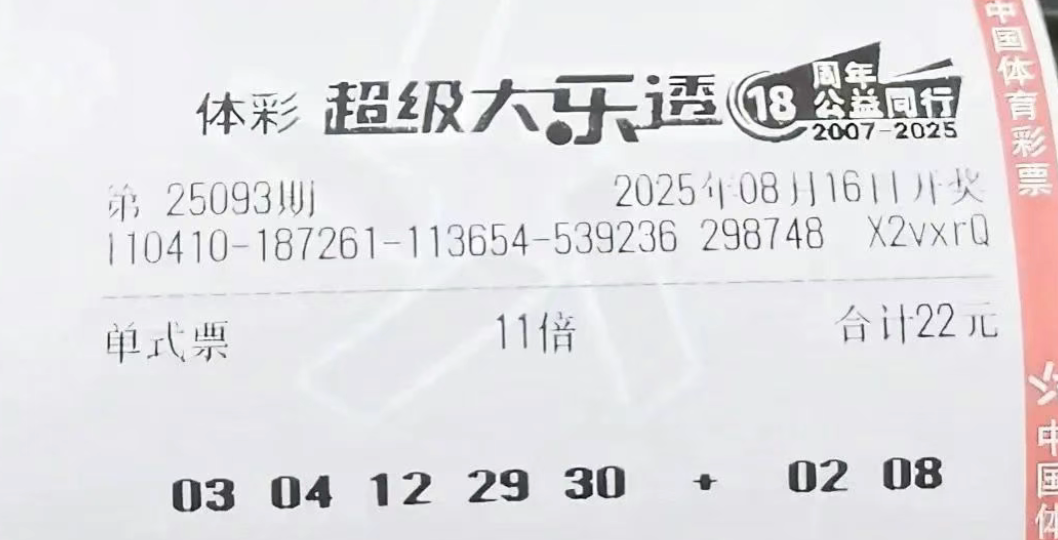 体彩 超级大乐透 18 周年 公益同行 2007-2025
第 25093期 2025年08月16日开奖
110410-187261-113654-539236 298748 X2vxrQ
单式票 11倍 合计22元
03 04 12 29 30 + 02 08
中国体育彩票
公
中国体